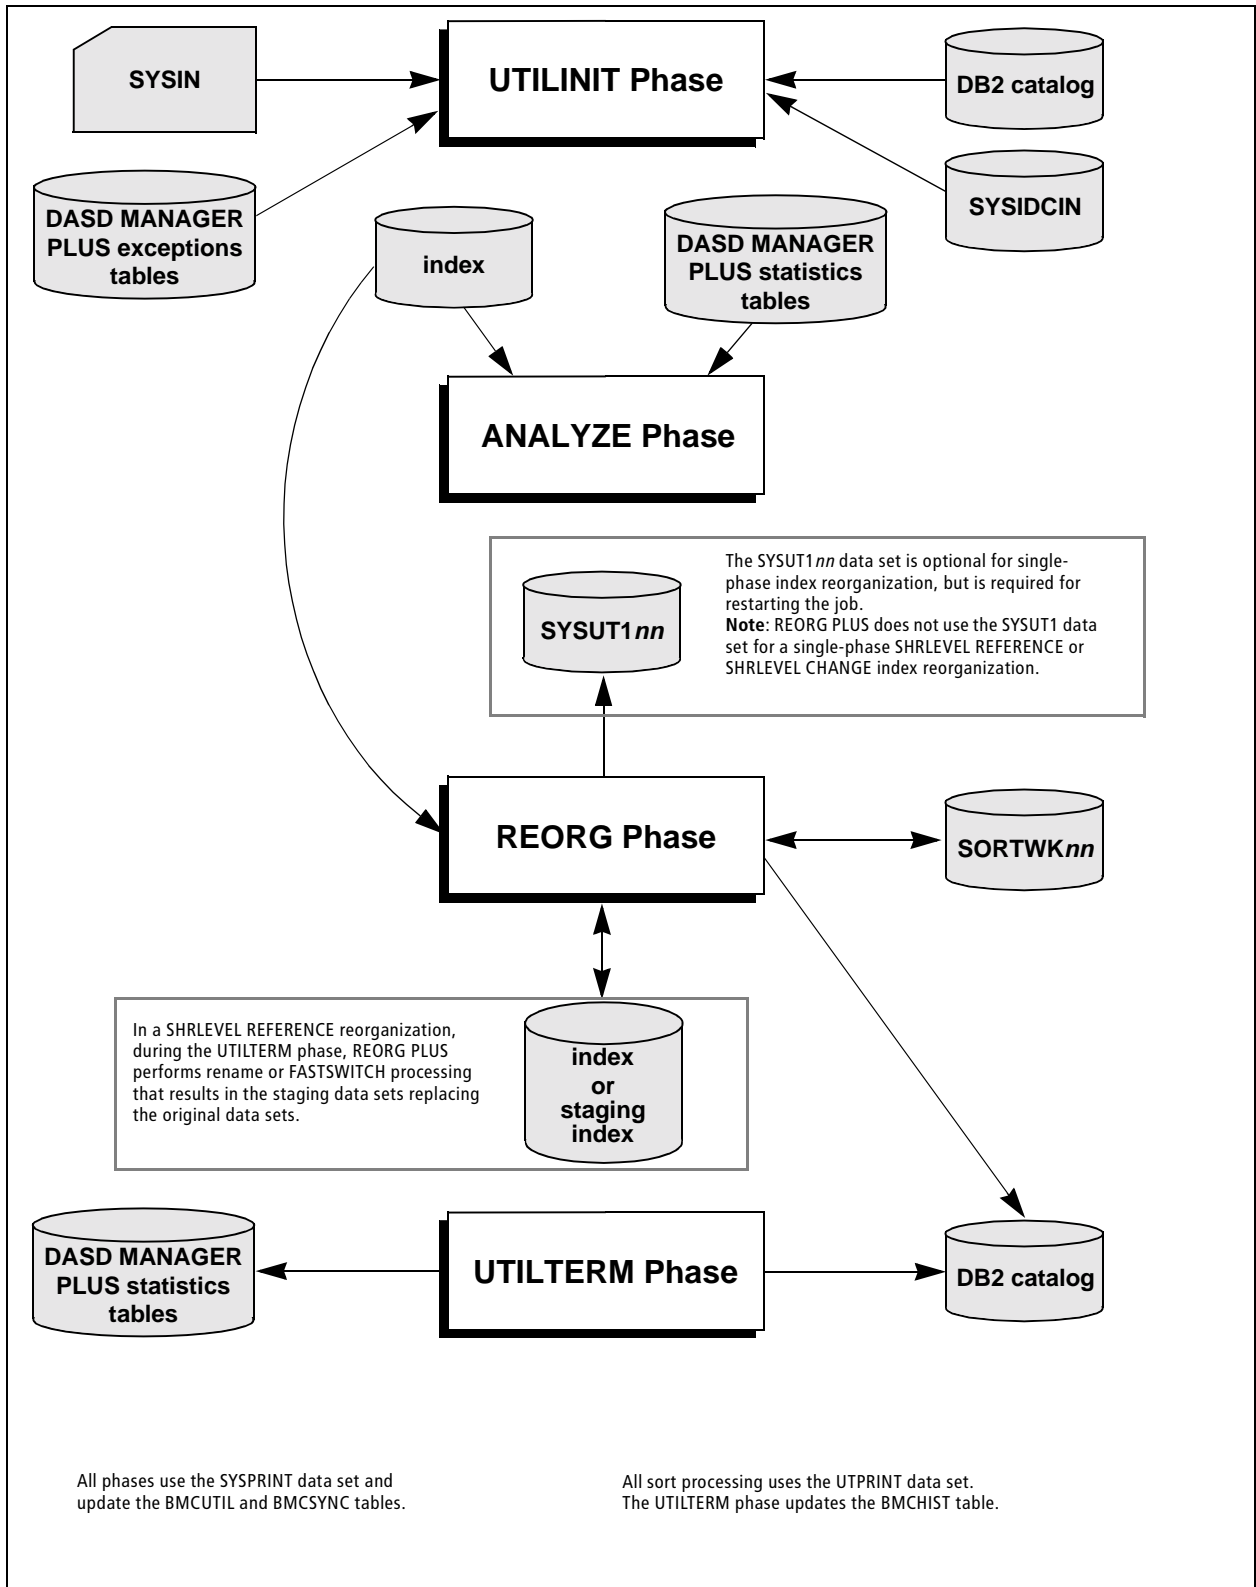 SYSIN
UTILINIT Phase
DB2 catalog
DASD MANAGER
PLUS exceptions
tables
index
DASD MANAGER
PLUS statistics
tables
SYSIDCIN
ANALYZE Phase
SYSUT1nn
The SYSUT1nn data set is optional for single-
phase index reorganization, but is required for
restarting the job.
Note: REORG PLUS does not use the SYSUT1 data
set for a single-phase SHRLEVEL REFERENCE or
SHRLEVEL CHANGE index reorganization.
REORG Phase
SORTWKnn
In a SHRLEVEL REFERENCE reorganization,
during the UTILTERM phase, REORG PLUS
performs rename or FASTSWITCH processing
that results in the staging data sets replacing
the original data sets.
index
or
staging
index
DASD MANAGER
PLUS statistics
tables
UTILTERM Phase
DB2 catalog
All phases use the SYSPRINT data set and
update the BMCUTIL and BMCSYNC tables.
All sort processing uses the UTPRINT data set.
The UTILTERM phase updates the BMCHIST table.